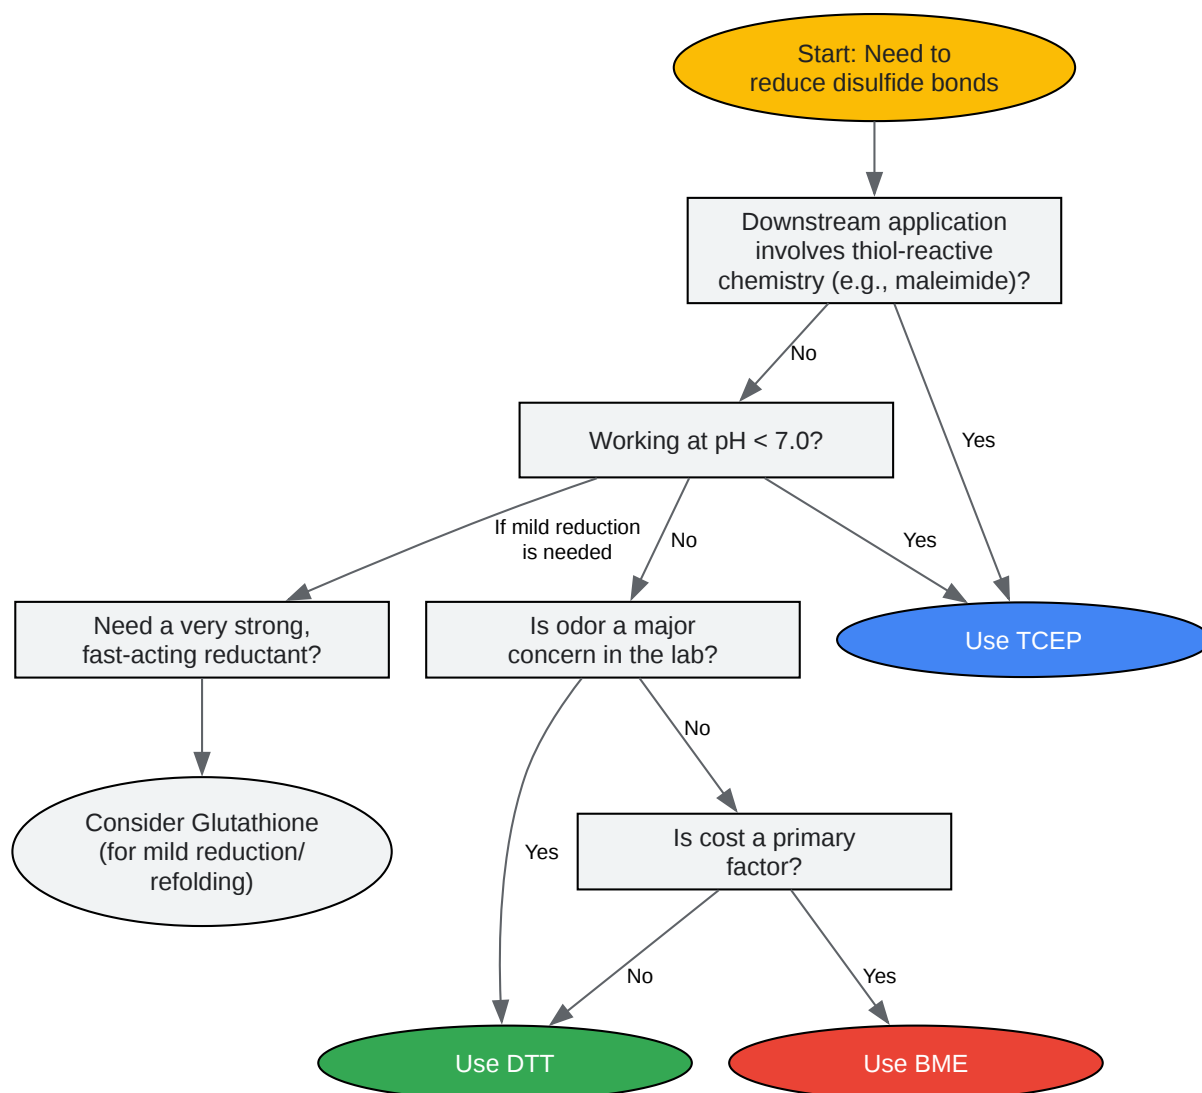 Start: Need to
reduce disulfide bonds
Downstream application
involves thiol-reactive
chemistry (e.g., maleimide)?
No
Yes
Working at pH < 7.0?
If mild reduction
is needed
No
Yes
Need a very strong,
fast-acting reductant?
Is odor a major
concern in the lab?
Use TCEP
No
Consider Glutathione
(for mild reduction/
refolding)
Yes
Is cost a primary
factor?
No
Yes
Use DTT
Use BME